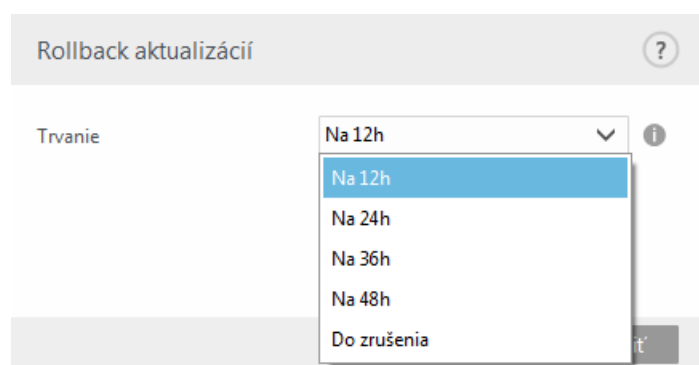 Rollback aktualizácií
?
Trvanie
Na 12h
i
Na 12h
Na 24h
Na 36h
Na 48h
Do zrušenia